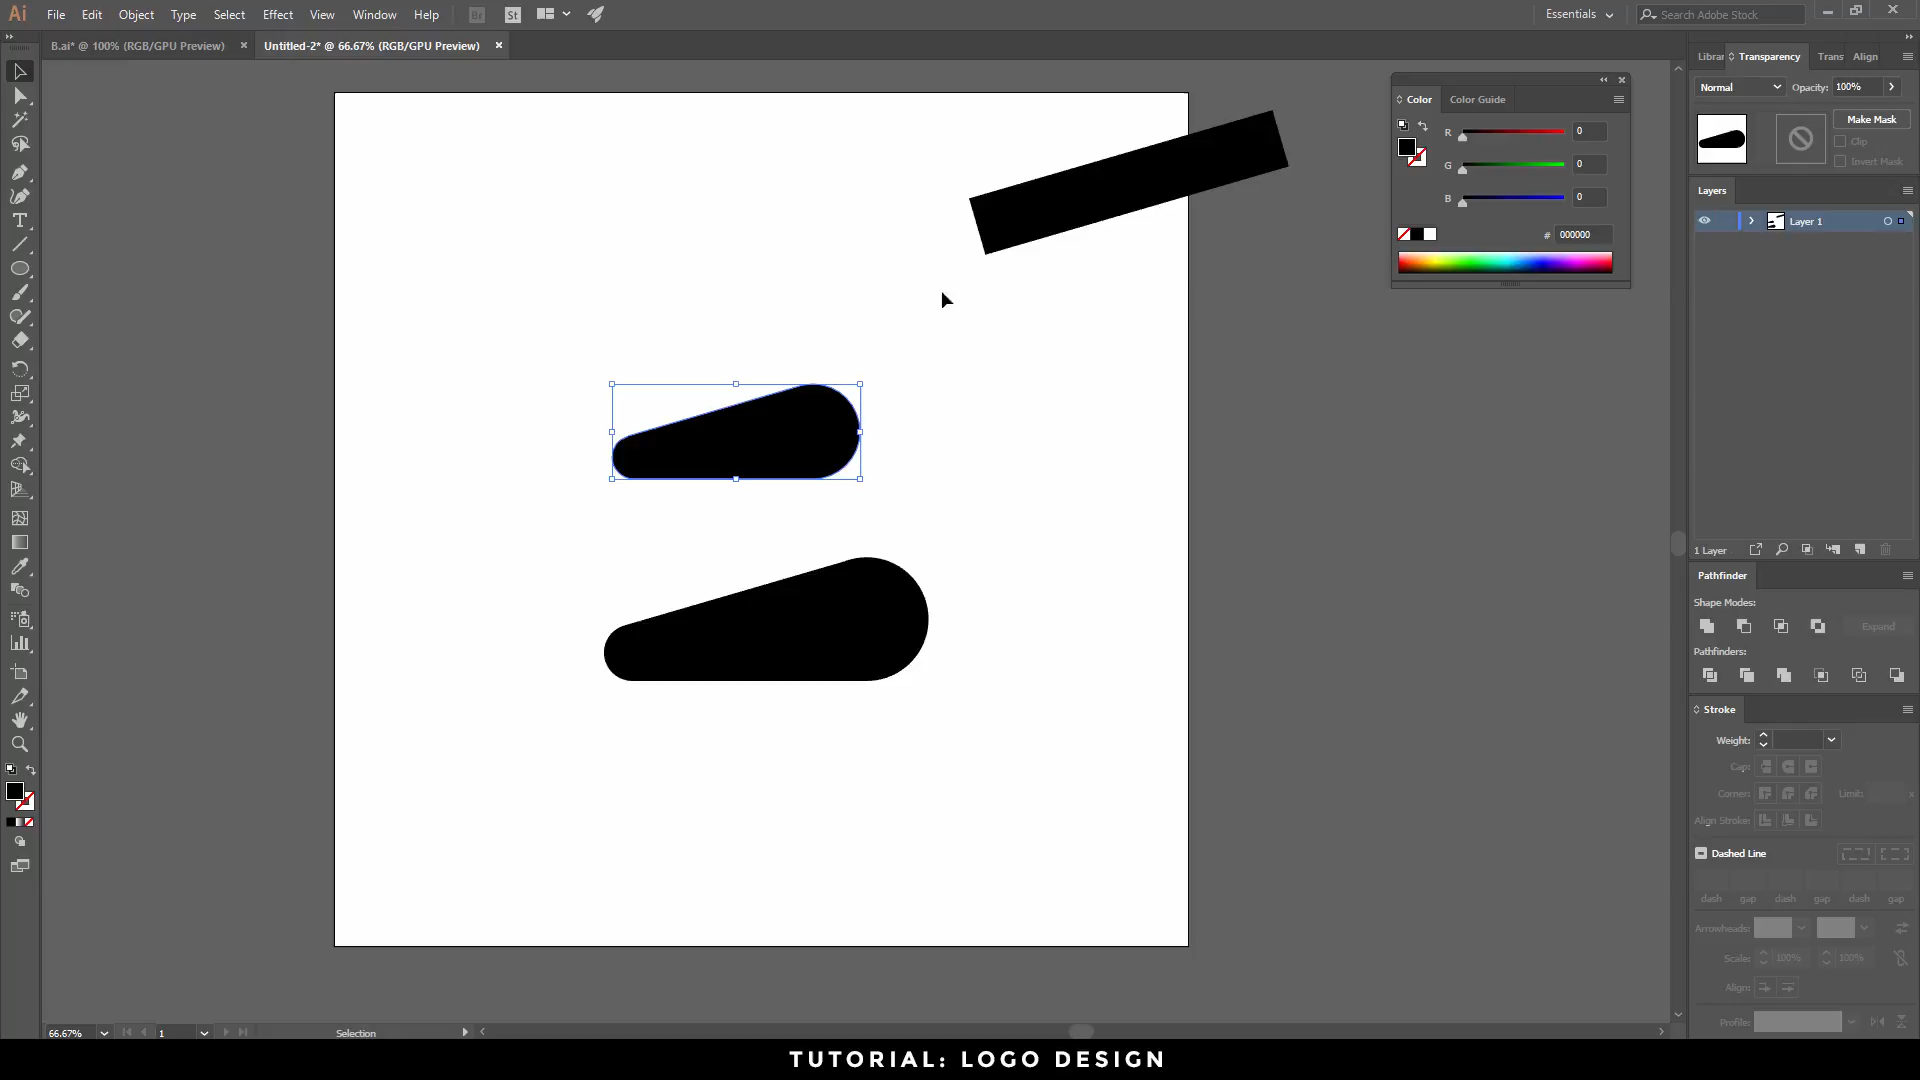 Ai File Edit Object Type Select Effect View Window Help Br St Essentials Search Adobe Stock
B.ai* @ 100% (RGB/GPU Preview) Untitled-2* @ 66.67% (RGB/GPU Preview)
Librar Transparency Trans Align
Normal Opacity: 100%
Make Mask
Clip
Invert Mask
Color Color Guide
R 0
G 0
B 0
# 000000
Layers
Layer 1
1 Layer
Pathfinder
Shape Modes:
Expand
Pathfinders:
Stroke
Weight:
Cap:
Corner: Limit: x
Align Stroke:
Dashed Line
dash gap dash gap dash gap
Arrowheads:
Scale: 100% 100%
Align:
Profile:
66.67% 1 Selection
TUTORIAL: LOGO DESIGN